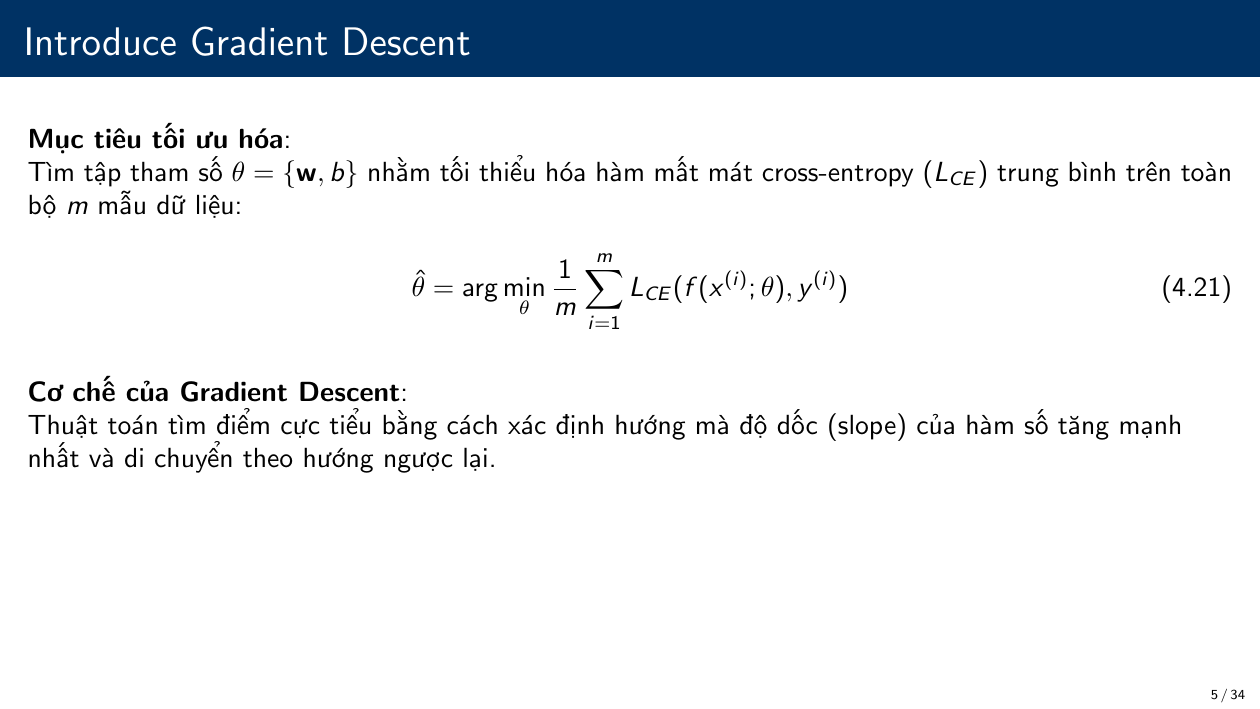 Introduce Gradient Descent
Mục tiêu tối ưu hóa:
Tìm tập tham số θ = {w, b} nhằm tối thiểu hóa hàm mất mát cross-entropy (L_CE) trung bình trên toàn
bộ m mẫu dữ liệu:
θ̂ = arg min_θ 1/m ∑_{i=1}^{m} L_CE(f(x^(i); θ), y^(i)) (4.21)
Cơ chế của Gradient Descent:
Thuật toán tìm điểm cực tiểu bằng cách xác định hướng mà độ dốc (slope) của hàm số tăng mạnh
nhất và di chuyển theo hướng ngược lại.
5 / 34